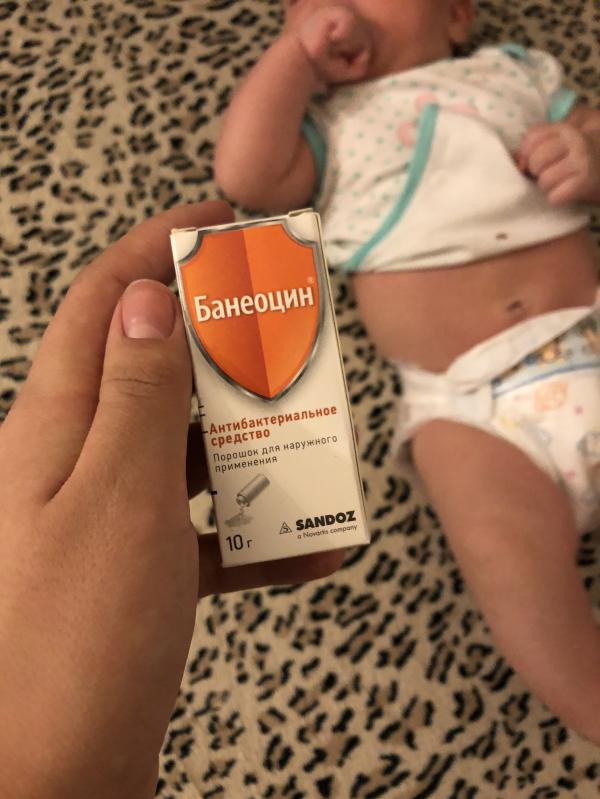 Банеоцин®
Антибактериальное
средство
Порошок для наружного
применения
SANDOZ
a Novartis company
10 г